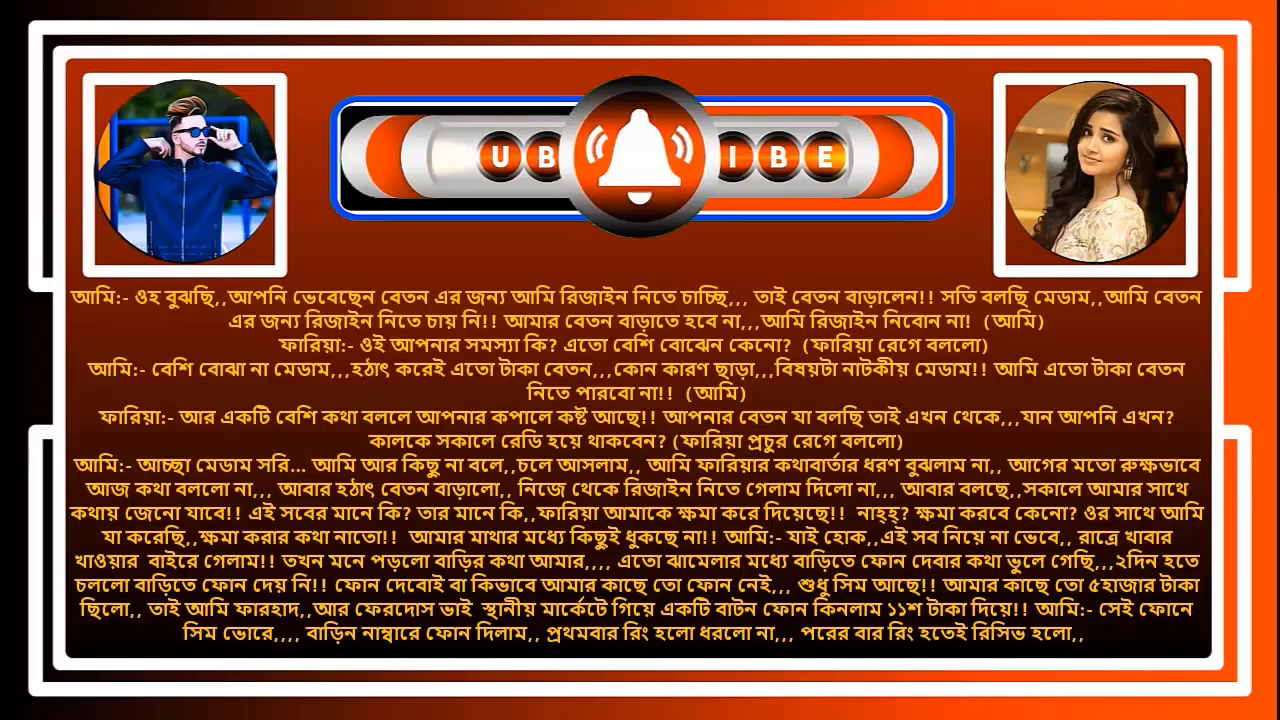 UB IBE
আমি:- ওহ বুঝছি,,আপনি ভেবেছেন বেতন এর জন্য আমি রিজাইন নিতে চাচ্ছি,,, তাই বেতন বাড়ালেন!! সতি বলছি মেডাম,,আমি বেতন
এর জন্য রিজাইন নিতে চায় নি!! আমার বেতন বাড়াতে হবে না,,,আমি রিজাইন নিবোন না! (আমি)
ফারিয়া:- ওই আপনার সমস্যা কি? এতো বেশি বোঝেন কেনো? (ফারিয়া রেগে বললো)
আমি:- বেশি বোঝা না মেডাম,,,হঠাৎ করেই এতো টাকা বেতন,,,কোন কারণ ছাড়া,,,বিষয়টা নাটকীয় মেডাম!! আমি এতো টাকা বেতন
নিতে পারবো না!! (আমি)
ফারিয়া:- আর একটি বেশি কথা বললে আপনার কপালে কষ্ট আছে!! আপনার বেতন যা বলছি তাই এখন থেকে,,,যান আপনি এখন?
কালকে সকালে রেডি হয়ে থাকবেন? (ফারিয়া প্রচুর রেগে বললো)
আমি:- আচ্ছা মেডাম সরি... আমি আর কিছু না বলে,,চলে আসলাম,, আমি ফারিয়ার কথাবার্তার ধরণ বুঝলাম না,, আগের মতো রুক্ষভাবে
আজ কথা বললো না,,, আবার হঠাৎ বেতন বাড়ালো,, নিজে থেকে রিজাইন নিতে গেলাম দিলো না,,, আবার বলছে,,সকালে আমার সাথে
কথায় জেনো যাবে!! এই সবের মানে কি? তার মানে কি,,ফারিয়া আমাকে ক্ষমা করে দিয়েছে!! নাহ্হ্? ক্ষমা করবে কেনো? ওর সাথে আমি
যা করেছি,,ক্ষমা করার কথা নাতো!! আমার মাথার মধ্যে কিছুই ধুকছে না!! আমি:- যাই হোক,,এই সব নিয়ে না ভেবে,, রাত্রে খাবার
খাওয়ার বাইরে গেলাম!! তখন মনে পড়লো বাড়ির কথা আমার,,,, এতো ঝামেলার মধ্যে বাড়িতে ফোন দেবার কথা ভুলে গেছি,,,২দিন হতে
চললো বাড়িতে ফোন দেয় নি!! ফোন দেবোই বা কিভাবে আমার কাছে তো ফোন নেই,,, শুধু সিম আছে!! আমার কাছে তো ৫হাজার টাকা
ছিলো,, তাই আমি ফারহাদ,,আর ফেরদোস ভাই স্থানীয় মার্কেটে গিয়ে একটি বাটন ফোন কিনলাম ১১শ টাকা দিয়ে!! আমি:- সেই ফোনে
সিম ভোরে,,,, বাড়িন নাম্বারে ফোন দিলাম,, প্রথমবার রিং হলো ধরলো না,,, পরের বার রিং হতেই রিসিভ হলো,,